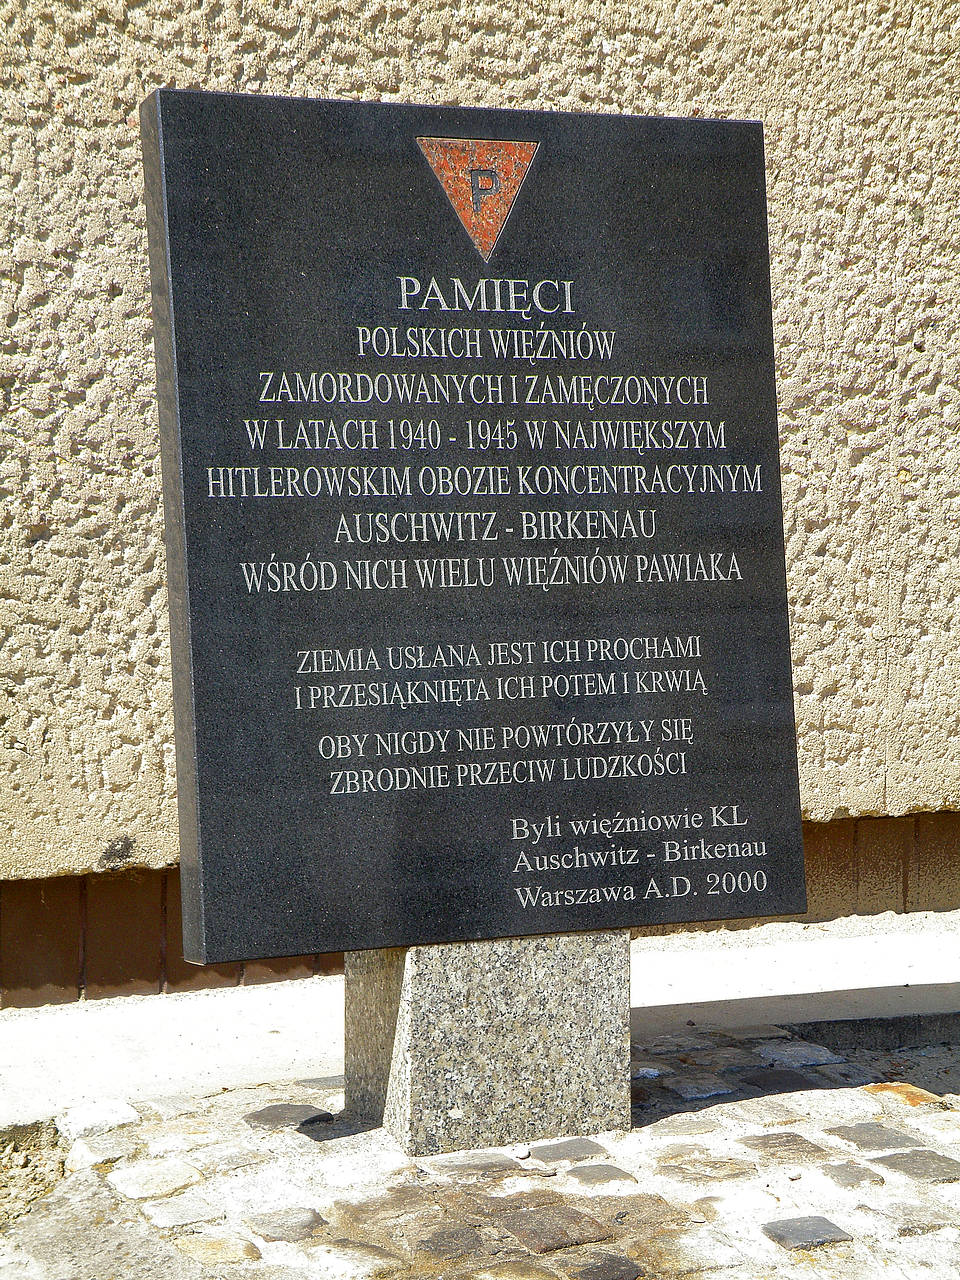 P
PAMIĘCI
POLSKICH WIĘŹNIÓW
ZAMORDOWANYCH I ZAMĘCZONYCH
W LATACH 1940 - 1945 W NAJWIĘKSZYM
HITLEROWSKIM OBOZIE KONCENTRACYJNYM
AUSCHWITZ - BIRKENAU
WŚRÓD NICH WIELU WIĘŹNIÓW PAWIAKA
ZIEMIA USŁANA JEST ICH PROCHAMI
I PRZESIĄKNIĘTA ICH POTEM I KRWIĄ
OBY NIGDY NIE POWTÓRZYŁY SIĘ
ZBRODNIE PRZECIW LUDZKOŚCI
Byli więźniowie KL
Auschwitz - Birkenau
Warszawa A.D. 2000